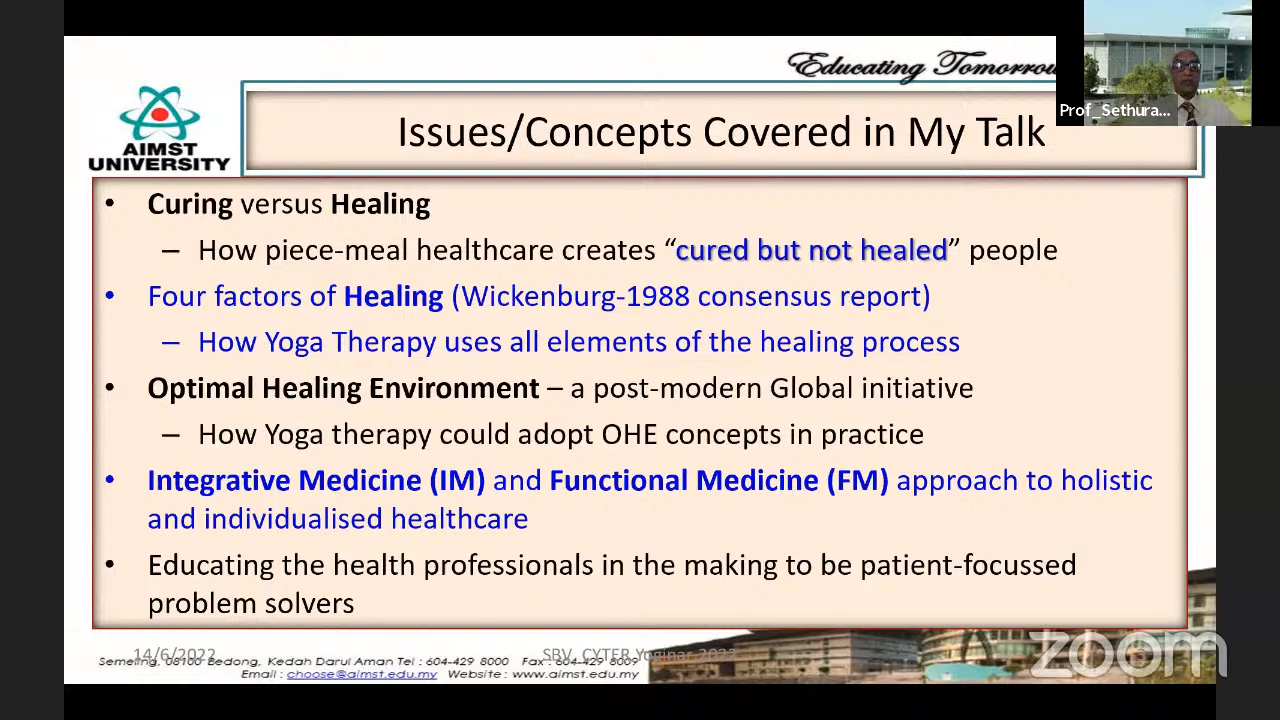 Educating Tomorrow
Prof_Sethura...
AIMST
UNIVERSITY
Issues/Concepts Covered in My Talk
• Curing versus Healing
– How piece-meal healthcare creates “cured but not healed” people
• Four factors of Healing (Wickenburg-1988 consensus report)
– How Yoga Therapy uses all elements of the healing process
• Optimal Healing Environment – a post-modern Global initiative
– How Yoga therapy could adopt OHE concepts in practice
• Integrative Medicine (IM) and Functional Medicine (FM) approach to holistic
and individualised healthcare
• Educating the health professionals in the making to be patient-focussed
problem solvers
14/6/2022
SBV, CYTER Yoginar
Semeling, 08100 Bedong, Kedah Darul Aman Tel : 604-429 8000 Fax : 604-429 8009
Email : choose@aimst.edu.my Website : www.aimst.edu.my
zoom